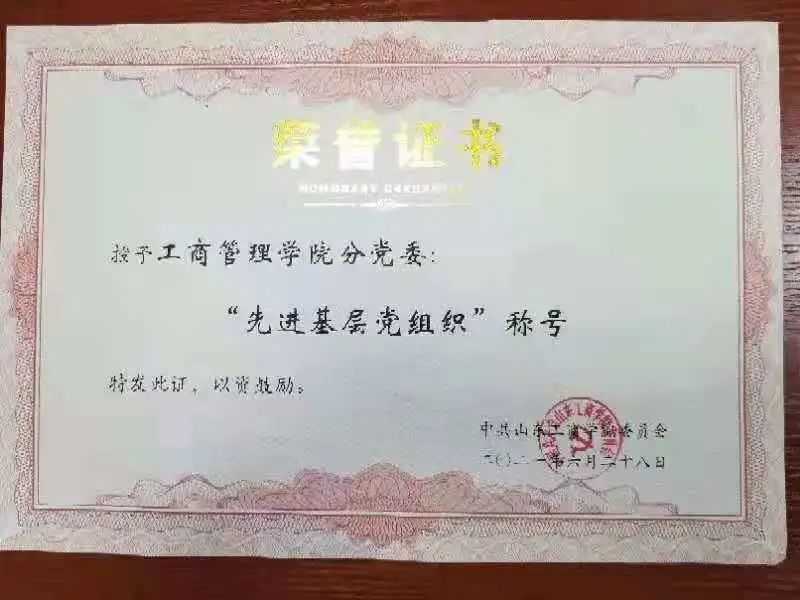 荣誉证书
授予工商管理学院分党委：
“先进基层党组织”称号
特发此证，以资鼓励。
中共山东工商学院委员会
二〇二一年六月二十八日